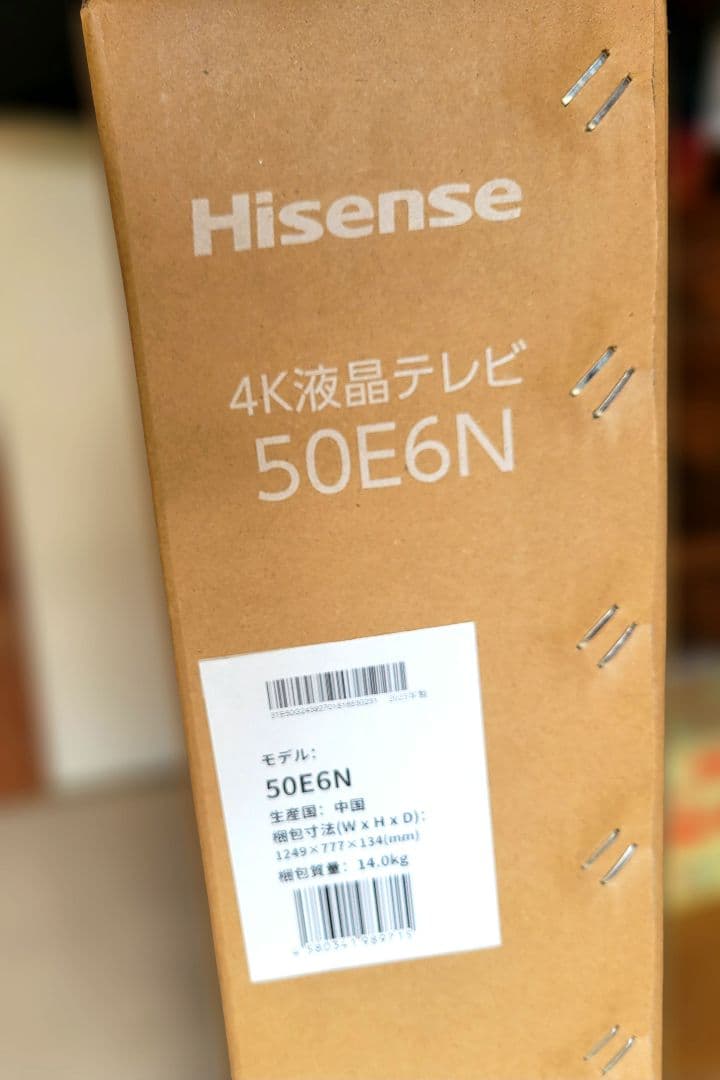 Hisense
4K液晶テレビ
50E6N
モデル:
50E6N
生産国: 中国
梱包寸法(W x H x D):
1249×777×134(mm)
梱包質量: 14.0kg
4580341989715